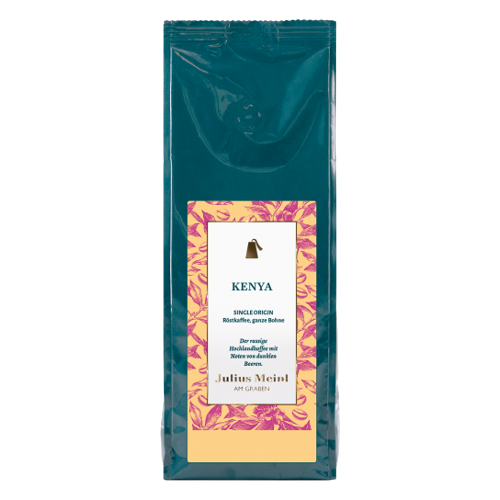 KENYA
SINGLE ORIGIN
Röstkaffee, ganze Bohne
Der rassige
Hochlandkaffee mit
Noten von dunklen
Beeren.
Julius Meinl
AM GRABEN